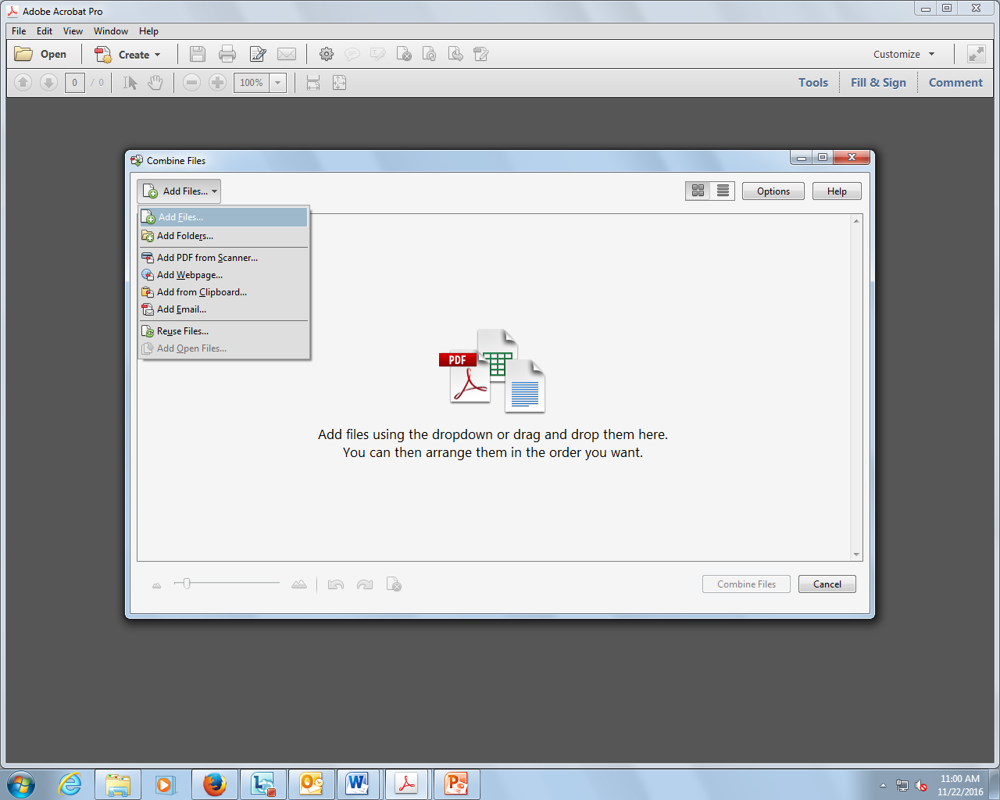 Adobe Acrobat Pro
File Edit View Window Help
Open Create Customize
0 / 0 100% Tools Fill & Sign Comment
Combine Files
Add Files... Options Help
Add Files...
Add Folders...
Add PDF from Scanner...
Add Webpage...
Add from Clipboard...
Add Email...
Reuse Files...
Add Open Files...
PDF
Add files using the dropdown or drag and drop them here.
You can then arrange them in the order you want.
Combine Files Cancel
11:00 AM
11/22/2016